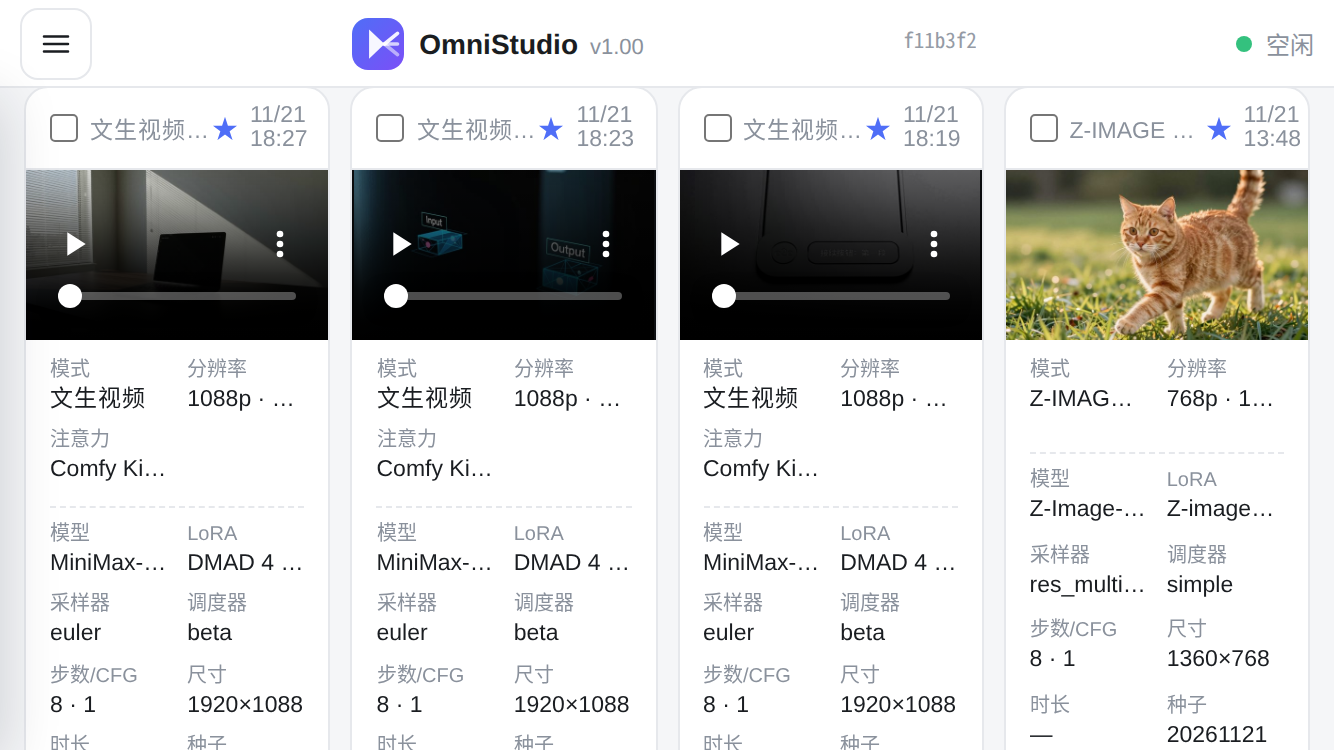 OmniStudio v1.00
f11b3f2
空闲
文生视频… ★ 11/21 18:27
文生视频… ★ 11/21 18:23
文生视频… ★ 11/21 18:19
Z-IMAGE … ★ 11/21 13:48
Input
Output
模式 分辨率
文生视频 1088p · …
注意力
Comfy Ki…
模型 LoRA
MiniMax-… DMAD 4 …
采样器 调度器
euler beta
步数/CFG 尺寸
8 · 1 1920×1088
时长 种子
模式 分辨率
文生视频 1088p · …
注意力
Comfy Ki…
模型 LoRA
MiniMax-… DMAD 4 …
采样器 调度器
euler beta
步数/CFG 尺寸
8 · 1 1920×1088
时长 种子
模式 分辨率
文生视频 1088p · …
注意力
Comfy Ki…
模型 LoRA
MiniMax-… DMAD 4 …
采样器 调度器
euler beta
步数/CFG 尺寸
8 · 1 1920×1088
时长 种子
模式 分辨率
Z-IMAG… 768p · 1…
模型 LoRA
Z-Image-… Z-image…
采样器 调度器
res_multi… simple
步数/CFG 尺寸
8 · 1 1360×768
时长 种子
— 20261121